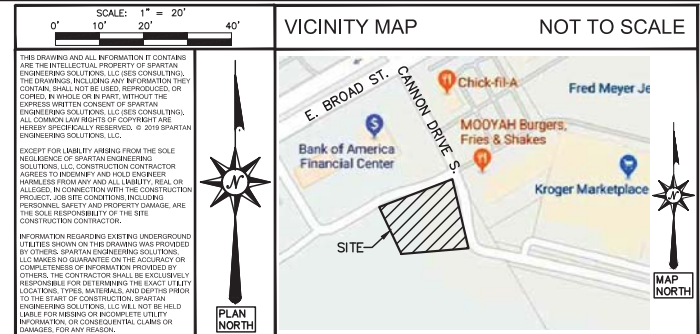 SCALE: 1" = 20'
0' 10' 20' 40'
THIS DRAWING AND ALL INFORMATION IT CONTAINS
ARE THE INTELLECTUAL PROPERTY OF SPARTAN
ENGINEERING SOLUTIONS, LLC (SES CONSULTING).
THE DRAWINGS, INCLUDING ANY INFORMATION THEY
CONTAIN, SHALL NOT BE USED, REPRODUCED, OR
COPIED, IN WHOLE OR IN PART, WITHOUT THE
EXPRESS WRITTEN CONSENT OF SPARTAN
ENGINEERING SOLUTIONS, LLC (SES CONSULTING).
ALL COMMON LAW RIGHTS OF COPYRIGHT ARE
HEREBY SPECIFICALLY RESERVED. © 2019 SPARTAN
ENGINEERING SOLUTIONS, LLC.
EXCEPT FOR LIABILITY ARISING FROM THE SOLE
NEGLIGENCE OF SPARTAN ENGINEERING
SOLUTIONS, LLC, CONSTRUCTION CONTRACTOR
AGREES TO INDEMNIFY AND HOLD ENGINEER
HARMLESS FROM ANY AND ALL LIABILITY, REAL OR
ALLEGED, IN CONNECTION WITH THE CONSTRUCTION
PROJECT. JOB SITE CONDITIONS, INCLUDING
PERSONNEL SAFETY AND PROPERTY DAMAGE, ARE
THE SOLE RESPONSIBILITY OF THE SITE
CONSTRUCTION CONTRACTOR.
INFORMATION REGARDING EXISTING UNDERGROUND
UTILITIES SHOWN ON THIS DRAWING WAS PROVIDED
BY OTHERS. SPARTAN ENGINEERING SOLUTIONS,
LLC MAKES NO GUARANTEE ON THE ACCURACY OR
COMPLETENESS OF INFORMATION PROVIDED BY
OTHERS, THE CONTRACTOR SHALL BE EXCLUSIVELY
RESPONSIBLE FOR DETERMINING THE EXACT UTILITY
LOCATIONS, TYPES, MATERIALS, AND DEPTHS PRIOR
TO THE START OF CONSTRUCTION. SPARTAN
ENGINEERING SOLUTIONS, LLC WILL NOT BE HELD
LIABLE FOR MISSING OR INCOMPLETE UTILITY
INFORMATION, OR CONSEQUENTIAL CLAIMS OR
DAMAGES, FOR ANY REASON.
N
PLAN
NORTH
VICINITY MAP NOT TO SCALE
E. BROAD ST.
CANNON DRIVE S.
Chick-fil-A
Fred Meyer Je
MOOYAH Burgers,
Fries & Shakes
Bank of America
Financial Center
Kroger Marketplace
SITE
N
MAP
NORTH